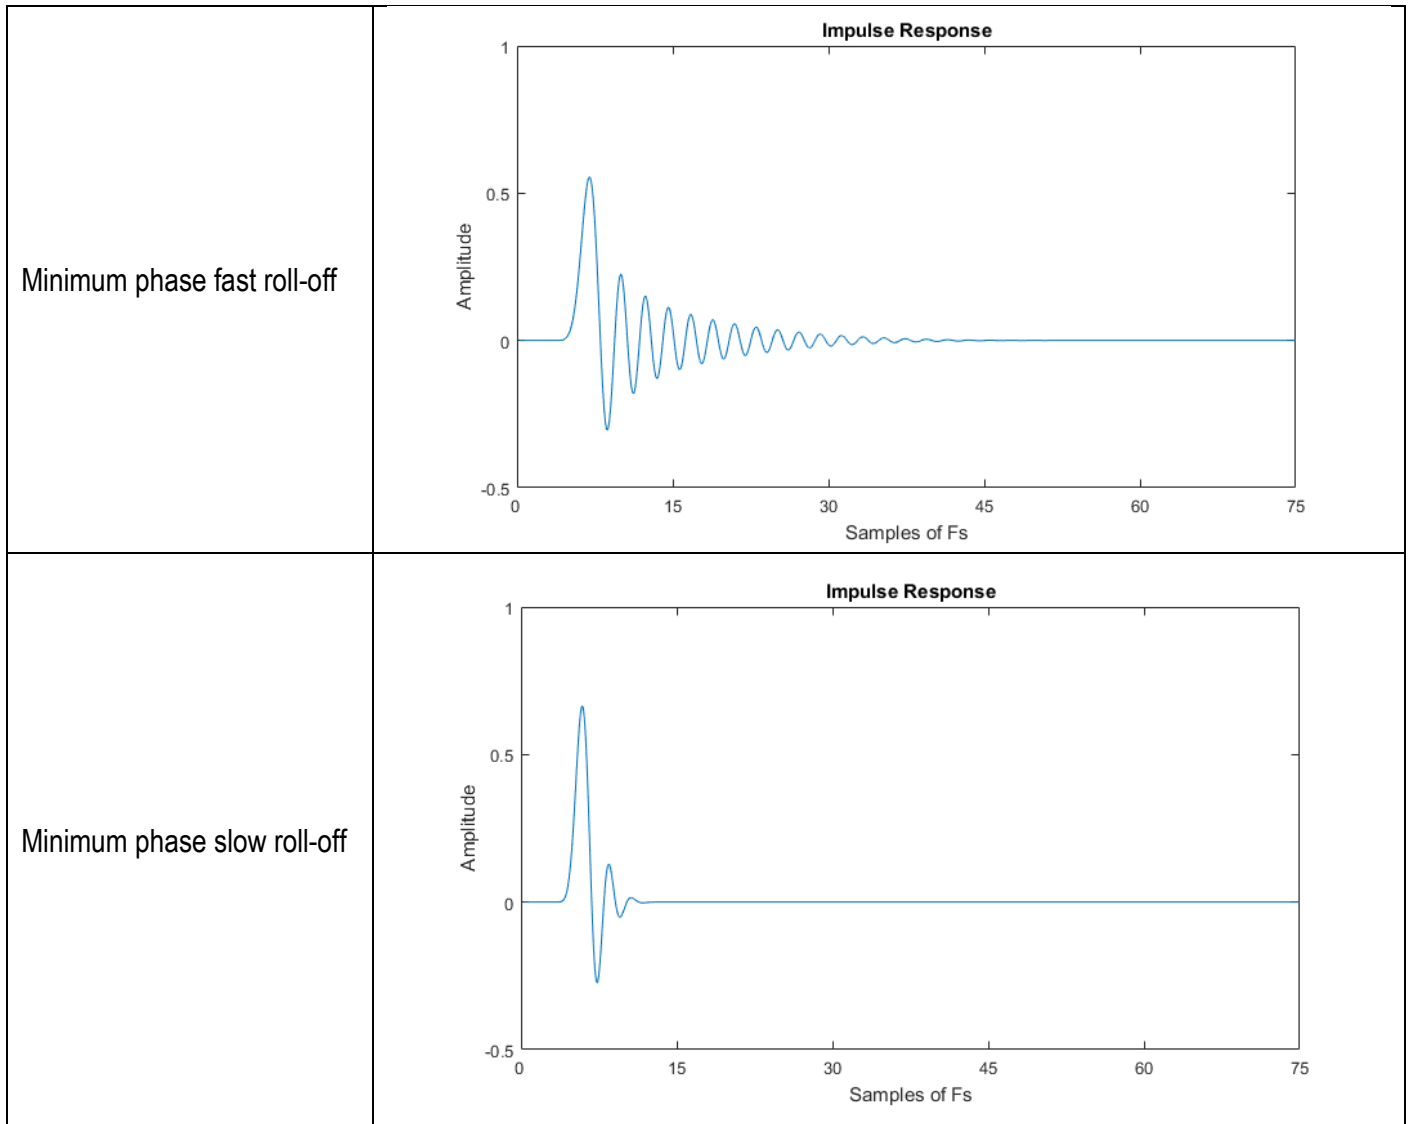 Minimum phase fast roll-off
Impulse Response
1
0.5
0
-0.5
Amplitude
0 15 30 45 60 75
Samples of Fs
Minimum phase slow roll-off
Impulse Response
1
0.5
0
-0.5
Amplitude
0 15 30 45 60 75
Samples of Fs